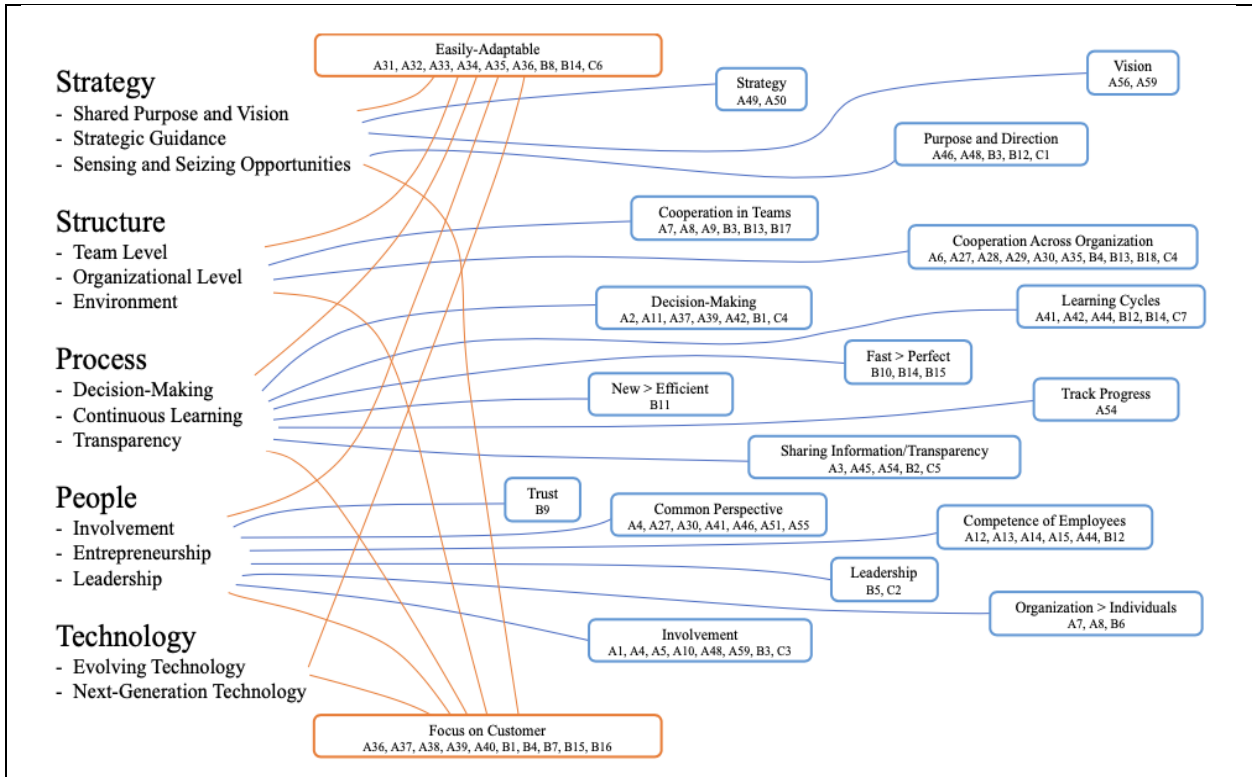 Easily-Adaptable
A31, A32, A33, A34, A35, A36, B8, B14, C6
Strategy
- Shared Purpose and Vision
- Strategic Guidance
- Sensing and Seizing Opportunities
Strategy
A49, A50
Vision
A56, A59
Purpose and Direction
A46, A48, B3, B12, C1
Structure
- Team Level
- Organizational Level
- Environment
Cooperation in Teams
A7, A8, A9, B3, B13, B17
Cooperation Across Organization
A6, A27, A28, A29, A30, A35, B4, B13, B18, C4
Process
- Decision-Making
- Continuous Learning
- Transparency
Decision-Making
A2, A11, A37, A39, A42, B1, C4
Learning Cycles
A41, A42, A44, B12, B14, C7
Fast > Perfect
B10, B14, B15
New > Efficient
B11
Track Progress
A54
Sharing Information/Transparency
A3, A45, A54, B2, C5
People
- Involvement
- Entrepreneurship
- Leadership
Trust
B9
Common Perspective
A4, A27, A30, A41, A46, A51, A55
Competence of Employees
A12, A13, A14, A15, A44, B12
Leadership
B5, C2
Organization > Individuals
A7, A8, B6
Involvement
A1, A4, A5, A10, A48, A59, B3, C3
Technology
- Evolving Technology
- Next-Generation Technology
Focus on Customer
A36, A37, A38, A39, A40, B1, B4, B7, B15, B16